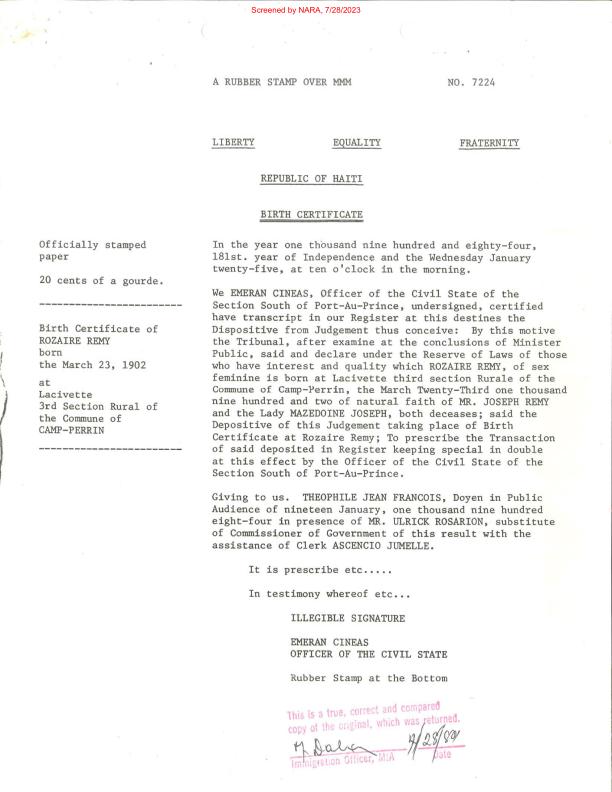 Screened by NARA, 7/28/2023
A RUBBER STAMP OVER MMM NO. 7224
LIBERTY EQUALITY FRATERNITY
REPUBLIC OF HAITI
BIRTH CERTIFICATE
Officially stamped
paper
20 cents of a gourde.
------------------------
Birth Certificate of
ROZAIRE REMY
born
the March 23, 1902
at
Lacivette
3rd Section Rural of
the Commune of
CAMP-PERRIN
------------------------
In the year one thousand nine hundred and eighty-four,
181st. year of Independence and the Wednesday January
twenty-five, at ten o'clock in the morning.
We EMERAN CINEAS, Officer of the Civil State of the
Section South of Port-Au-Prince, undersigned, certified
have transcript in our Register at this destines the
Dispositive from Judgement thus conceive: By this motive
the Tribunal, after examine at the conclusions of Minister
Public, said and declare under the Reserve of Laws of those
who have interest and quality which ROZAIRE REMY, of sex
feminine is born at Lacivette third section Rurale of the
Commune of Camp-Perrin, the March Twenty-Third one thousand
nine hundred and two of natural faith of MR. JOSEPH REMY
and the Lady MAZEDOINE JOSEPH, both deceases; said the
Depositive of this Judgement taking place of Birth
Certificate at Rozaire Remy; To prescribe the Transaction
of said deposited in Register keeping special in double
at this effect by the Officer of the Civil State of the
Section South of Port-Au-Prince.
Giving to us. THEOPHILE JEAN FRANCOIS, Doyen in Public
Audience of nineteen January, one thousand nine hundred
eight-four in presence of MR. ULRICK ROSARION, substitute
of Commissioner of Government of this result with the
assistance of Clerk ASCENCIO JUMELLE.
It is prescribe etc.....
In testimony whereof etc...
ILLEGIBLE SIGNATURE
EMERAN CINEAS
OFFICER OF THE CIVIL STATE
Rubber Stamp at the Bottom
This is a true, correct and compared
copy of the original, which was returned.
Immigration Officer, MIA Date